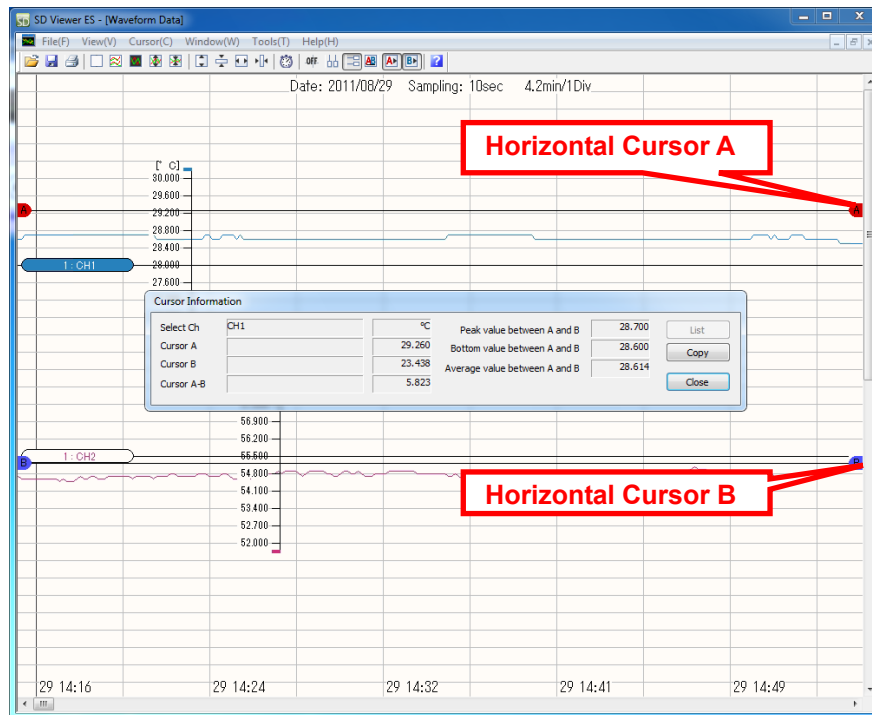 SD Viewer ES - [Waveform Data]
File(F) View(V) Cursor(C) Window(W) Tools(T) Help(H)
OFF AB A B
Date: 2011/08/29 Sampling: 10sec 4.2min/1Div
Horizontal Cursor A
[° C]
30.000
29.600
A 29.200 A
28.800
28.400
1 : CH1 28.000
27.600
Cursor Information
Select Ch CH1 °C Peak value between A and B 28.700 List
Cursor A 29.260 Bottom value between A and B 28.600 Copy
Cursor B 23.438 Average value between A and B 28.614
Cursor A-B 5.823 Close
56.900
56.200
1 : CH2 55.500
B B
54.800
54.100
Horizontal Cursor B
53.400
52.700
52.000
29 14:16 29 14:24 29 14:32 29 14:41 29 14:49